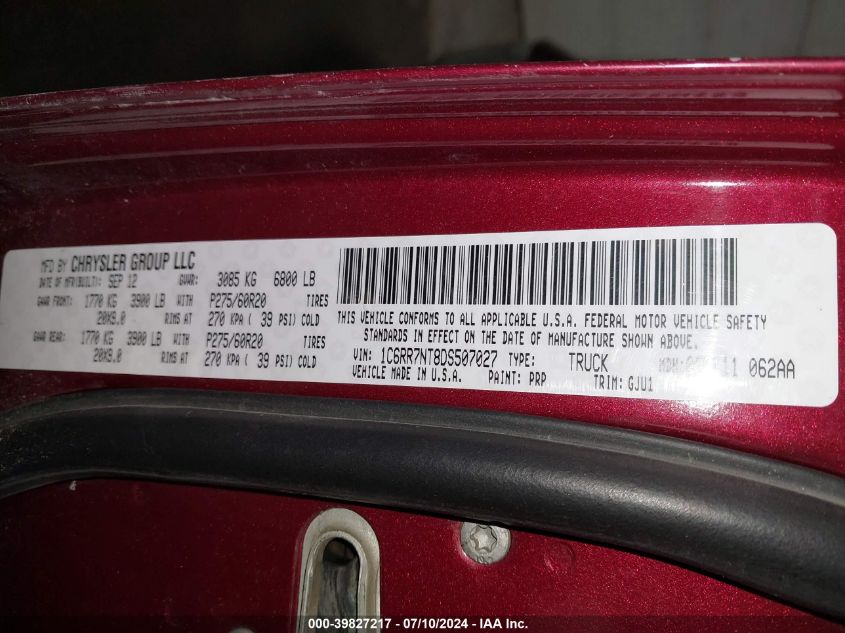 MFD BY CHRYSLER GROUP LLC
DATE OF MFR(BUILT): SEP 12 GVWR: 3085 KG 6800 LB
GAWR FRONT: 1770 KG 3900 LB WITH P275/60R20 TIRES
20X9.0 RIMS AT 270 KPA ( 39 PSI) COLD
GAWR REAR: 1770 KG 3900 LB WITH P275/60R20 TIRES
20X9.0 RIMS AT 270 KPA ( 39 PSI) COLD
THIS VEHICLE CONFORMS TO ALL APPLICABLE U.S.A. FEDERAL MOTOR VEHICLE SAFETY
STANDARDS IN EFFECT ON THE DATE OF MANUFACTURE SHOWN ABOVE.
VIN: 1C6RR7NT8DS507027 TYPE: TRUCK MDH: 062AA
VEHICLE MADE IN U.S.A. PAINT: PRP TRIM: GJU1
000-39827217 - 07/10/2024 - IAA Inc.